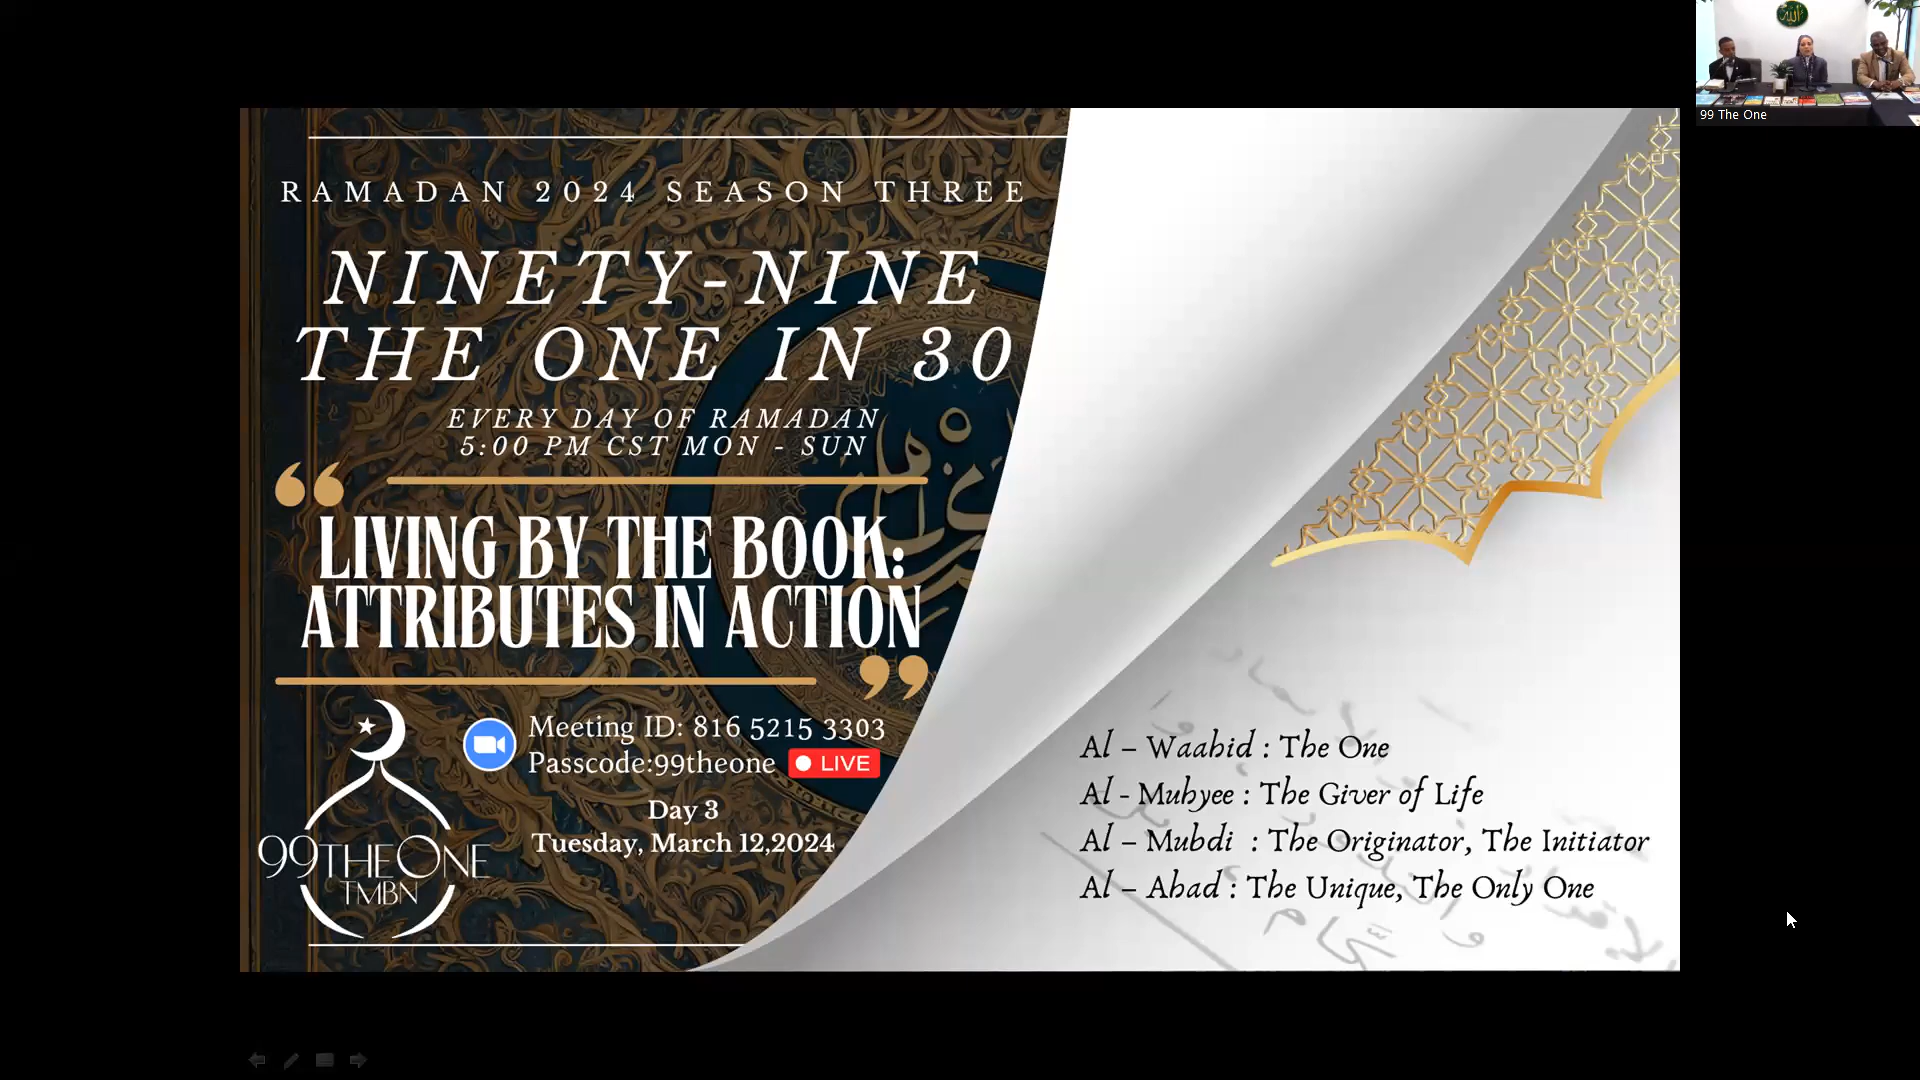 RAMADAN 2024 SEASON THREE
NINETY-NINE
THE ONE IN 30
EVERY DAY OF RAMADAN
5:00 PM CST MON - SUN
“
LIVING BY THE BOOK:
ATTRIBUTES IN ACTION
”
Meeting ID: 816 5215 3303
Passcode:99theone
LIVE
Day 3
Tuesday, March 12,2024
99THEONE
TMBN
Al – Waahid : The One
Al - Muhyee : The Giver of Life
Al – Mubdi : The Originator, The Initiator
Al – Ahad : The Unique, The Only One
99 The One